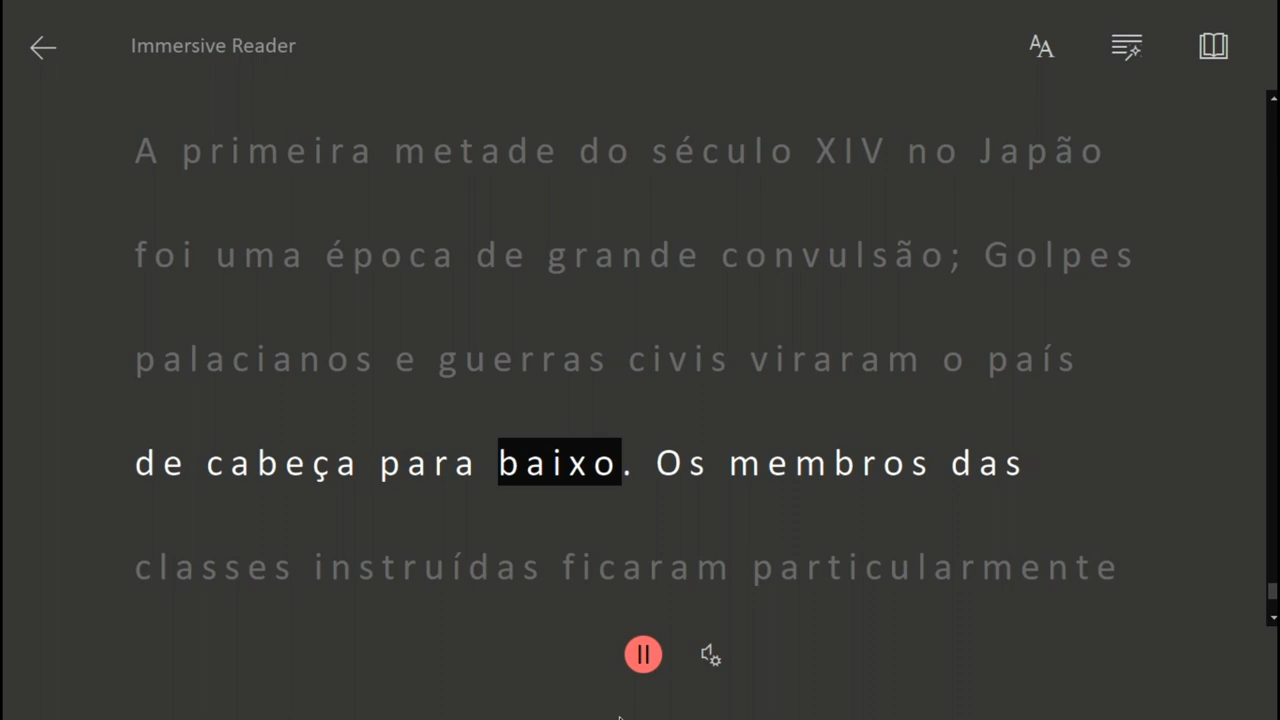 Immersive Reader
A primeira metade do século XIV no Japão
foi uma época de grande convulsão; Golpes
palacianos e guerras civis viraram o país
de cabeça para baixo. Os membros das
classes instruídas ficaram particularmente